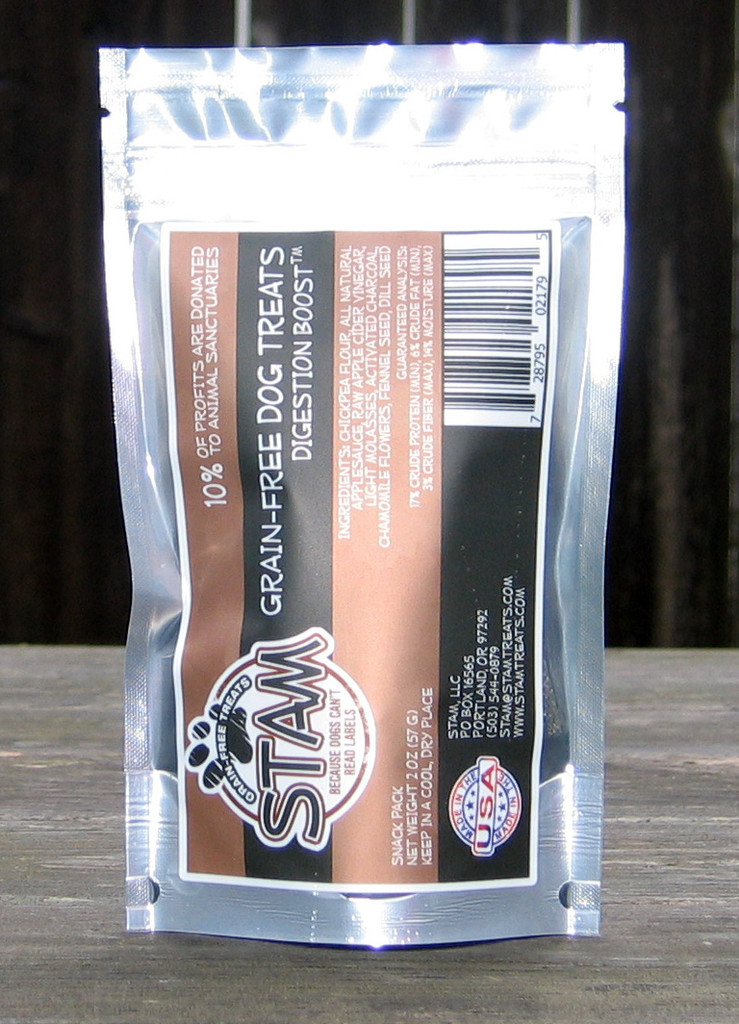 10% OF PROFITS ARE DONATED
TO ANIMAL SANCTUARIES
GRAIN-FREE TREATS
STAM
BECAUSE DOGS CAN'T
READ LABELS
GRAIN-FREE DOG TREATS
DIGESTION BOOST™
INGREDIENTS: CHICKPEA FLOUR, ALL NATURAL
APPLESAUCE, RAW APPLE CIDER VINEGAR,
LIGHT MOLASSES, ACTIVATED CHARCOAL,
CHAMOMILE FLOWERS, FENNEL SEED, DILL SEED
GUARANTEED ANALYSIS:
17% CRUDE PROTEIN (MIN), 6% CRUDE FAT (MIN),
3% CRUDE FIBER (MAX), 14% MOISTURE (MAX)
SNACK PACK
NET WEIGHT 2 OZ (57 G)
KEEP IN A COOL, DRY PLACE
MADE IN THE
USA
MADE IN THE
STAM, LLC
PO BOX 16565
PORTLAND, OR 97292
(503) 544-0879
STAM@STAMTREATS.COM
WWW.STAMTREATS.COM
7 28795 02179 5